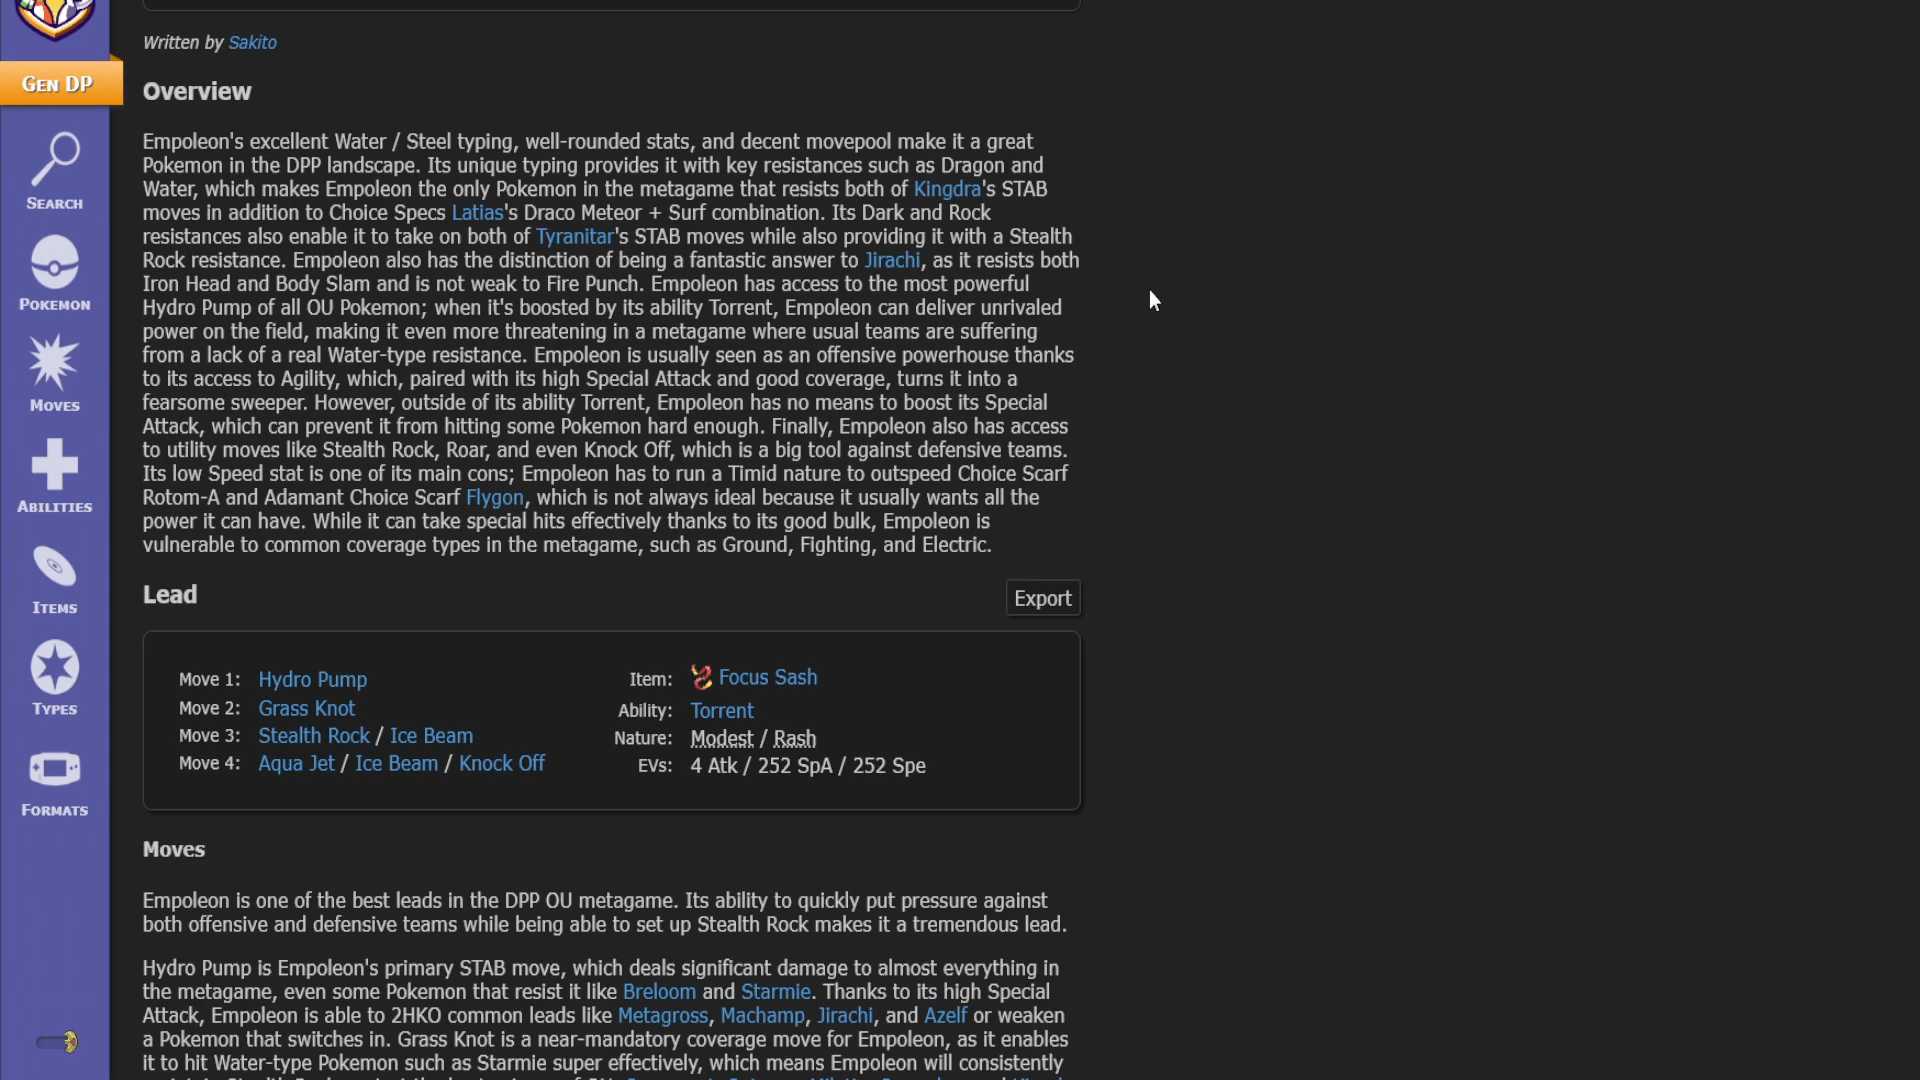 Written by Sakito
GEN DP
Overview
Empoleon's excellent Water / Steel typing, well-rounded stats, and decent movepool make it a great
Pokemon in the DPP landscape. Its unique typing provides it with key resistances such as Dragon and
Water, which makes Empoleon the only Pokemon in the metagame that resists both of Kingdra's STAB
moves in addition to Choice Specs Latias's Draco Meteor + Surf combination. Its Dark and Rock
resistances also enable it to take on both of Tyranitar's STAB moves while also providing it with a Stealth
Rock resistance. Empoleon also has the distinction of being a fantastic answer to Jirachi, as it resists both
Iron Head and Body Slam and is not weak to Fire Punch. Empoleon has access to the most powerful
Hydro Pump of all OU Pokemon; when it's boosted by its ability Torrent, Empoleon can deliver unrivaled
power on the field, making it even more threatening in a metagame where usual teams are suffering
from a lack of a real Water-type resistance. Empoleon is usually seen as an offensive powerhouse thanks
to its access to Agility, which, paired with its high Special Attack and good coverage, turns it into a
fearsome sweeper. However, outside of its ability Torrent, Empoleon has no means to boost its Special
Attack, which can prevent it from hitting some Pokemon hard enough. Finally, Empoleon also has access
to utility moves like Stealth Rock, Roar, and even Knock Off, which is a big tool against defensive teams.
Its low Speed stat is one of its main cons; Empoleon has to run a Timid nature to outspeed Choice Scarf
Rotom-A and Adamant Choice Scarf Flygon, which is not always ideal because it usually wants all the
power it can have. While it can take special hits effectively thanks to its good bulk, Empoleon is
vulnerable to common coverage types in the metagame, such as Ground, Fighting, and Electric.
SEARCH
POKEMON
MOVES
ABILITIES
ITEMS
TYPES
FORMATS
Lead
Export
Move 1: Hydro Pump
Move 2: Grass Knot
Move 3: Stealth Rock / Ice Beam
Move 4: Aqua Jet / Ice Beam / Knock Off
Item: Focus Sash
Ability: Torrent
Nature: Modest / Rash
EVs: 4 Atk / 252 SpA / 252 Spe
Moves
Empoleon is one of the best leads in the DPP OU metagame. Its ability to quickly put pressure against
both offensive and defensive teams while being able to set up Stealth Rock makes it a tremendous lead.
Hydro Pump is Empoleon's primary STAB move, which deals significant damage to almost everything in
the metagame, even some Pokemon that resist it like Breloom and Starmie. Thanks to its high Special
Attack, Empoleon is able to 2HKO common leads like Metagross, Machamp, Jirachi, and Azelf or weaken
a Pokemon that switches in. Grass Knot is a near-mandatory coverage move for Empoleon, as it enables
it to hit Water-type Pokemon such as Starmie super effectively, which means Empoleon will consistently